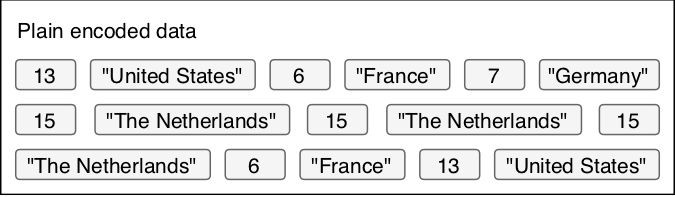 Plain encoded data
13 "United States" 6 "France" 7 "Germany"
15 "The Netherlands" 15 "The Netherlands" 15
"The Netherlands" 6 "France" 13 "United States"